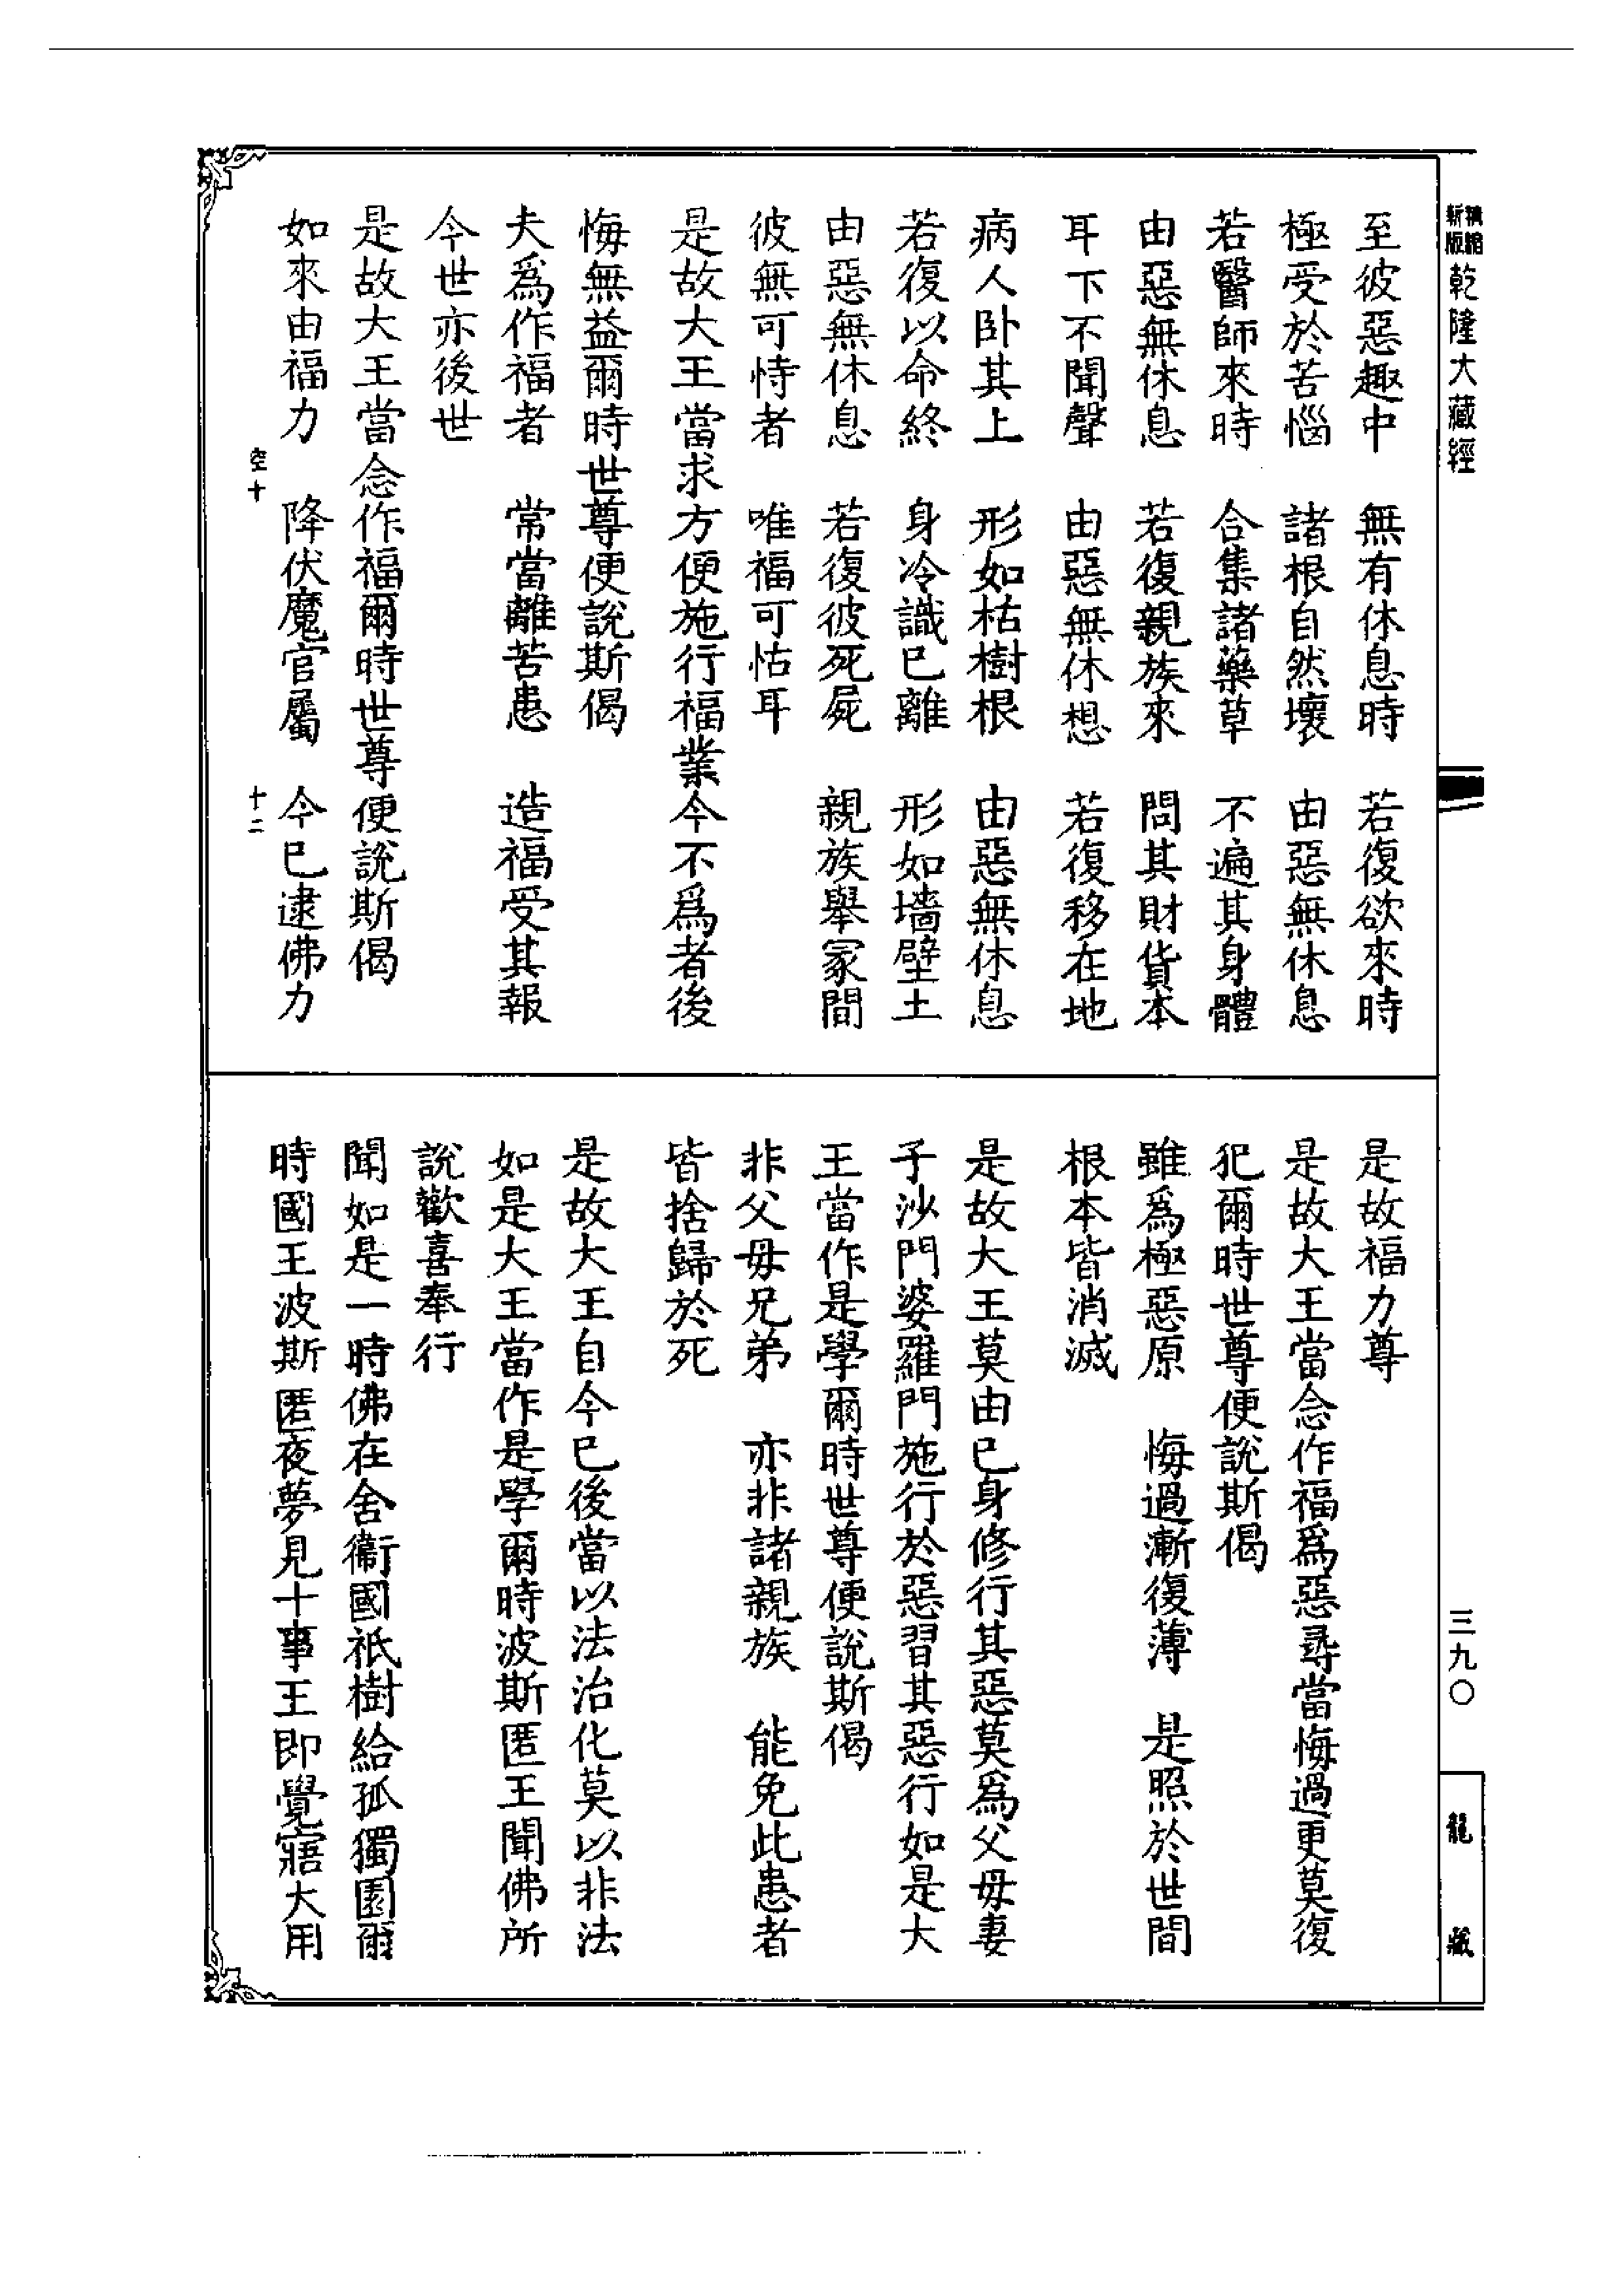 精縮新版 乾隆大藏經
至彼惡趣中 無有休息時 若復欲來時
極受於苦惱 諸根自然壞 由惡無休息
若醫師來時 合集諸藥草 不遍其身體
由惡無休息 若復親族來 問其財貨本
耳下不聞聲 由惡無休想 若復移在地
病人卧其上 形如枯樹根 由惡無休息
若復以命終 身冷識已離 形如墻壁土
由惡無休息 若復彼死屍 親族舉冢間
彼無可恃者 唯福可怙耳
是故大王當求方便施行福業今不爲者後
悔無益爾時世尊便說斯偈
夫爲作福者 常當離苦患 造福受其報
今世亦後世
是故大王當念作福爾時世尊便說斯偈
如來由福力 降伏魔官屬 今已逮佛力
空十 十二
是故福力尊
是故大王當念作福爲惡尋當悔過更莫復
犯爾時世尊便說斯偈
雖爲極惡原 悔過漸復薄 是照於世間
根本皆消滅
是故大王莫由已身修行其惡莫爲父母妻
子沙門婆羅門施行於惡習其惡行如是大
王當作是學爾時世尊便說斯偈
非父母兄弟 亦非諸親族 能免此患者
皆捨歸於死
是故大王自今已後當以法治化莫以非法
如是大王當作是學爾時波斯匿王聞佛所
說歡喜奉行
聞如是一時佛在舍衞國祇樹給孤獨園爾
時國王波斯匿夜夢見十事王即覺寤大用
三九〇
龍藏